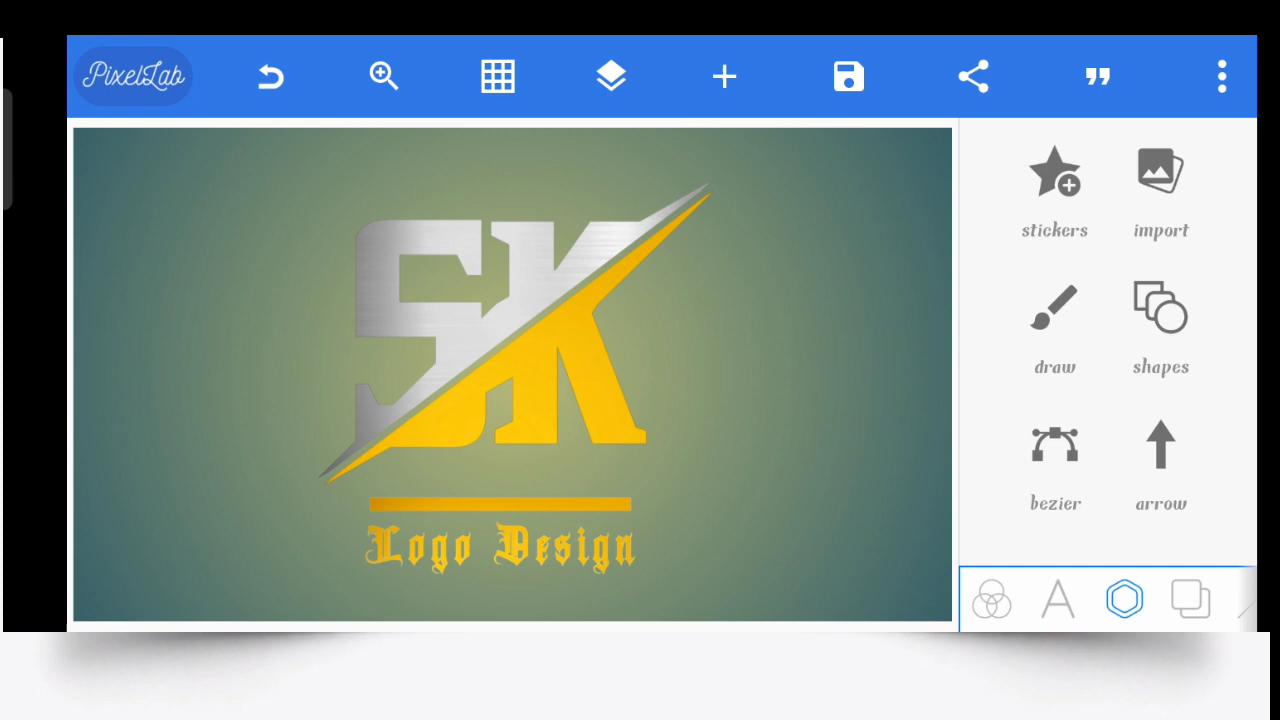 PixelLab
stickers import
draw shapes
bezier arrow
SK
Logo Design